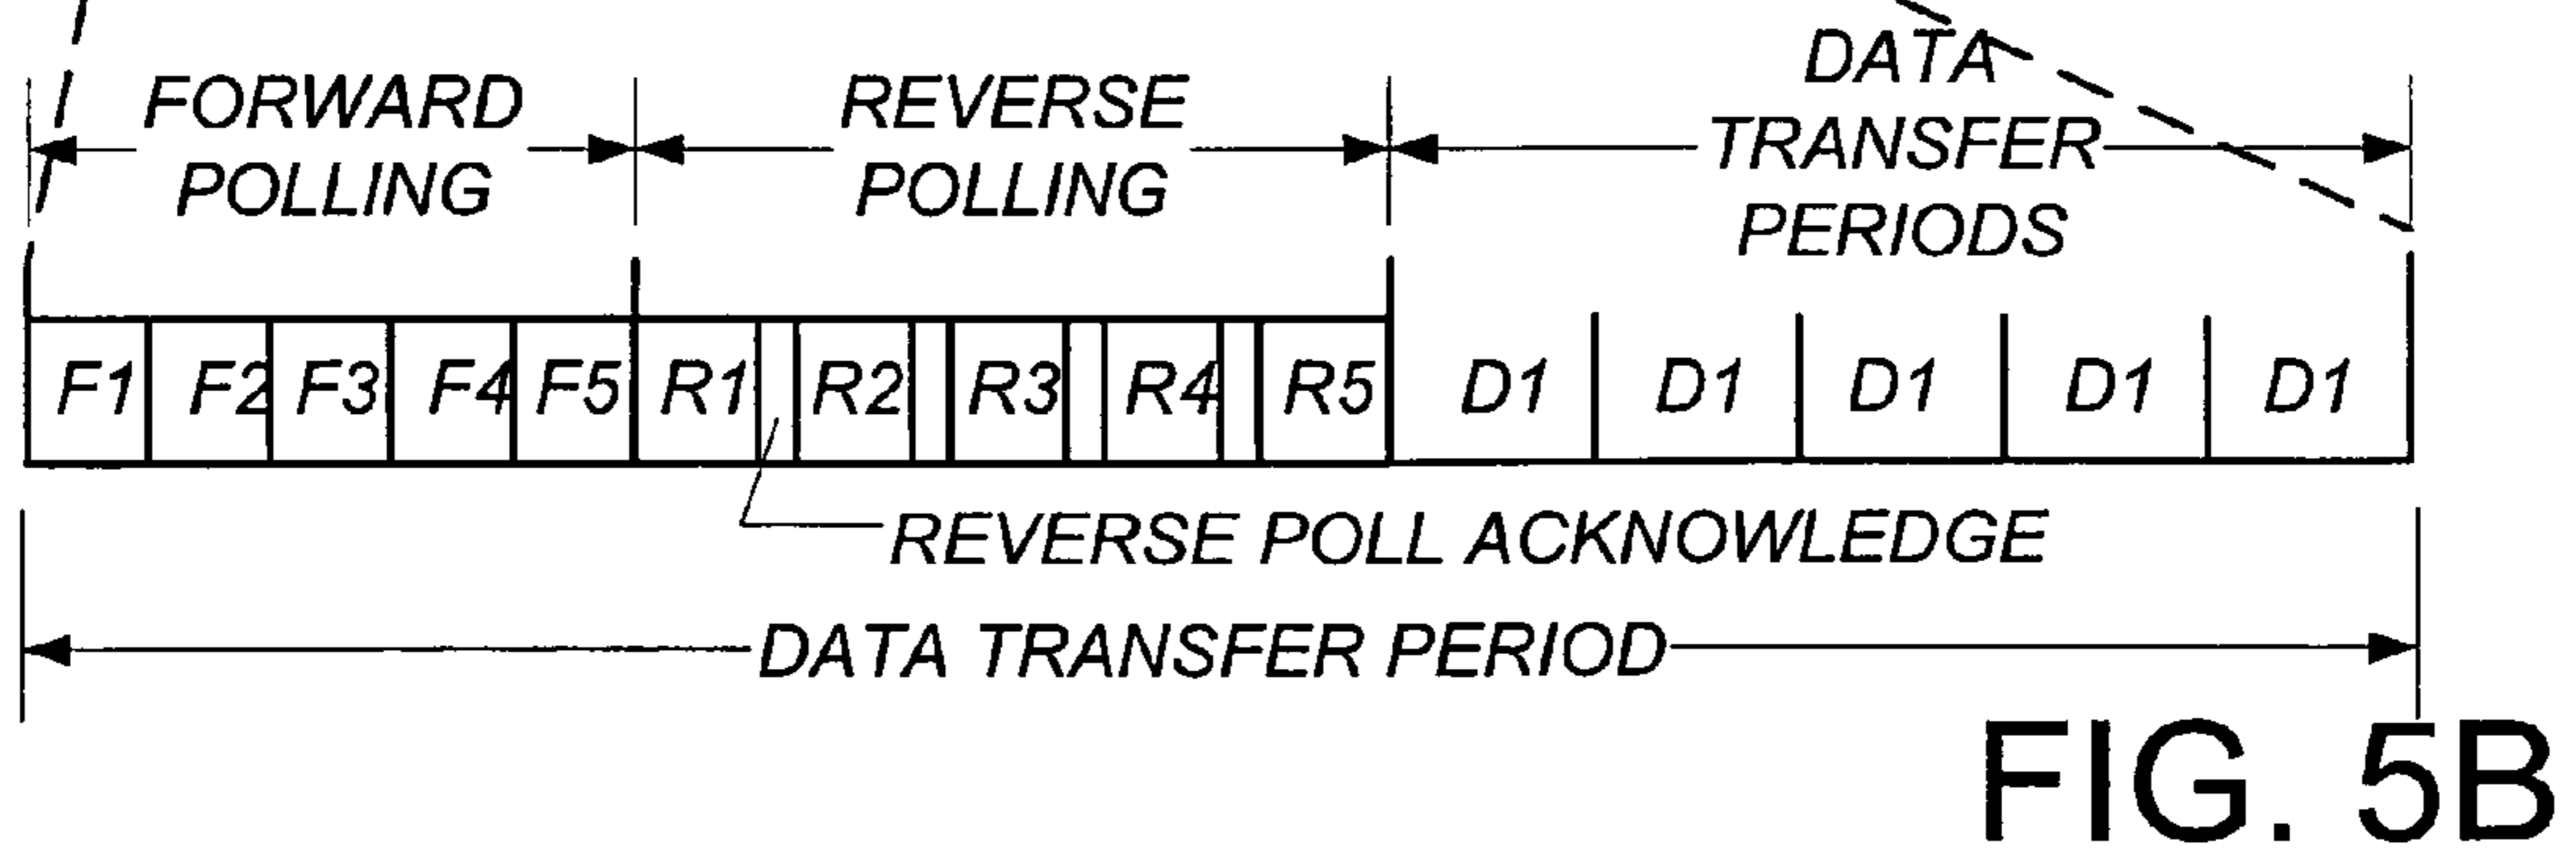 FORWARD
POLLING
REVERSE
POLLING
DATA
TRANSFER
PERIODS
F1 F2 F3 F4 F5 R1 R2 R3 R4 R5 D1 D1 D1 D1 D1
REVERSE POLL ACKNOWLEDGE
DATA TRANSFER PERIOD
FIG. 5B